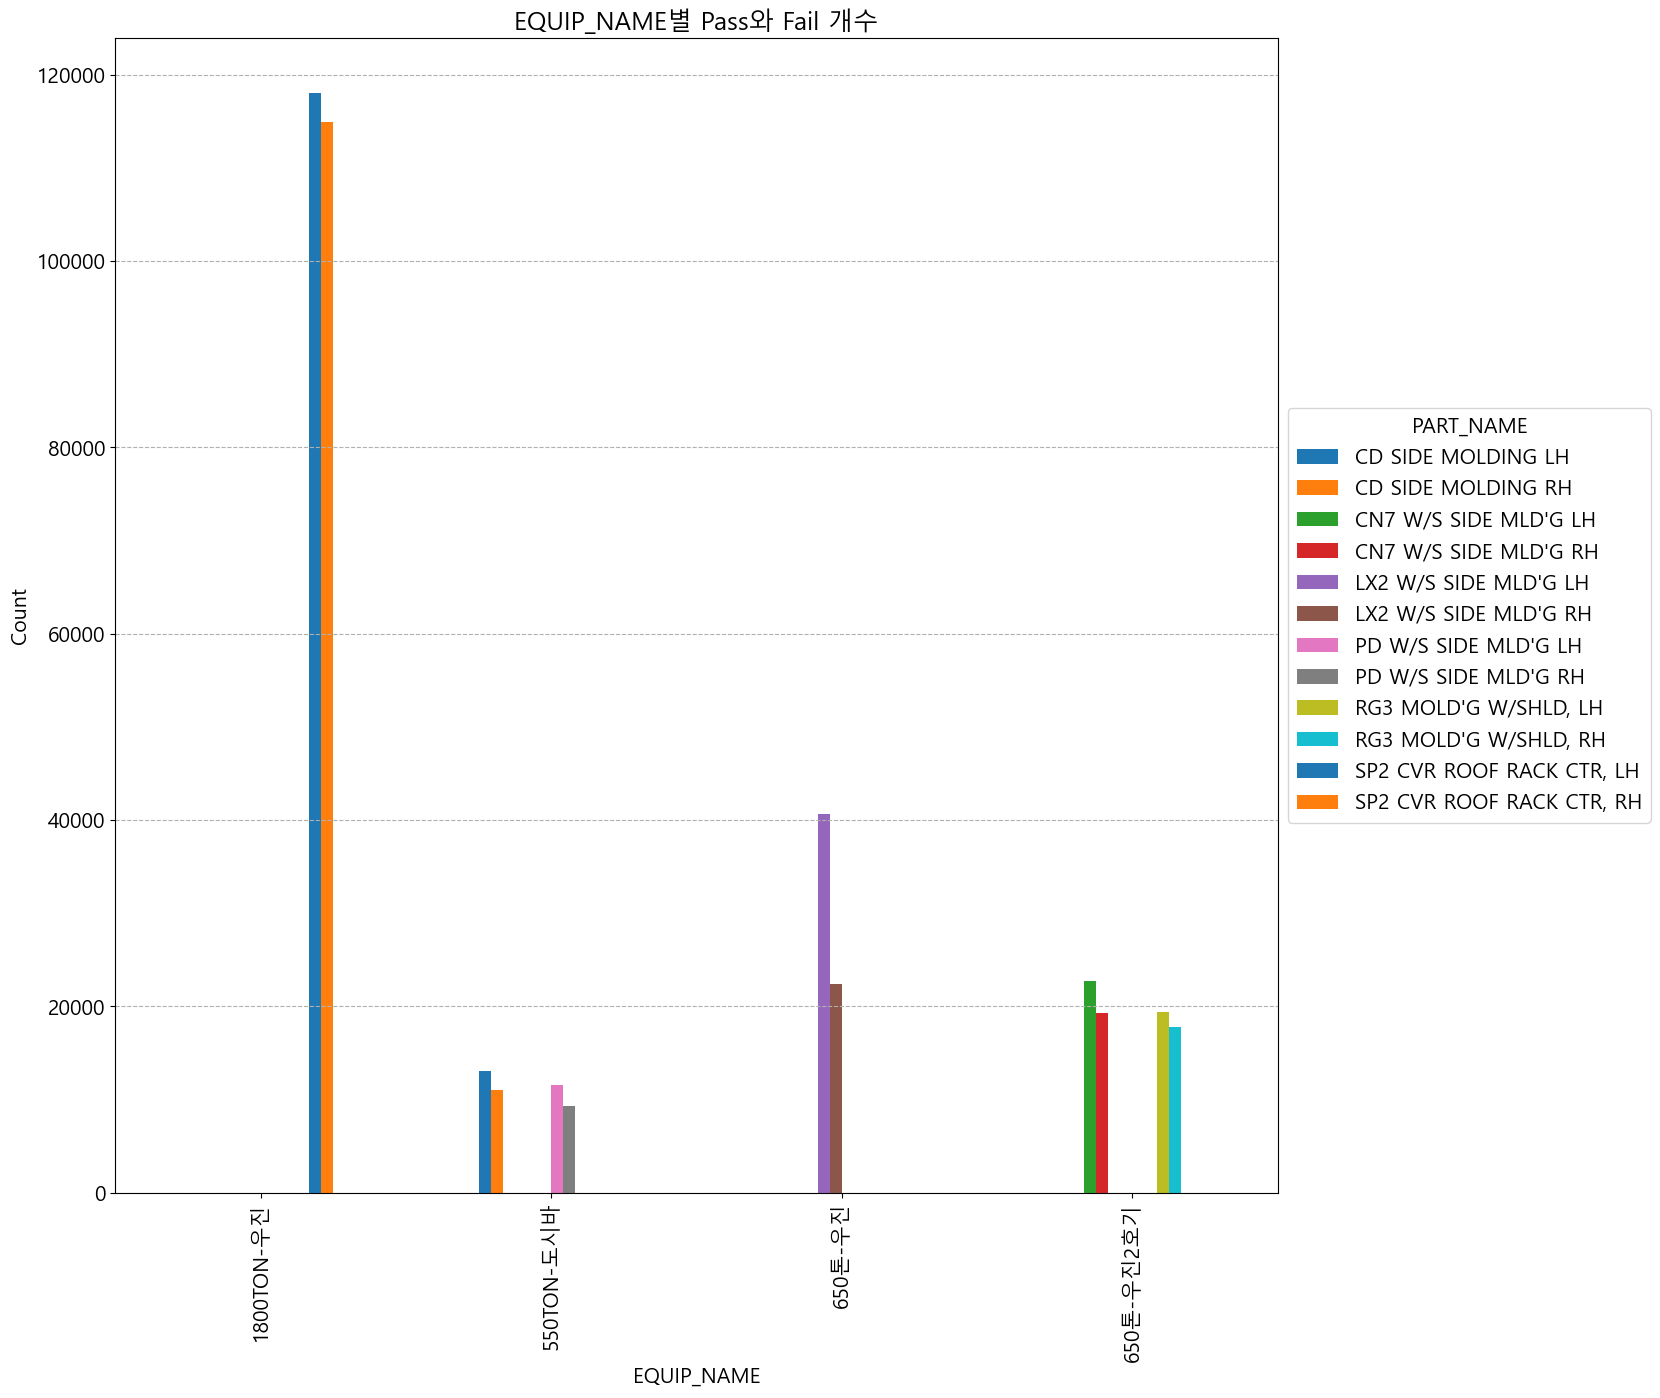 EQUIP_NAME별 Pass와 Fail 개수
120000
100000
80000
60000
40000
20000
0
Count
1800TON-우진
550TON-도시바
650톤-우진
650톤-우진2호기
EQUIP_NAME
PART_NAME
CD SIDE MOLDING LH
CD SIDE MOLDING RH
CN7 W/S SIDE MLD'G LH
CN7 W/S SIDE MLD'G RH
LX2 W/S SIDE MLD'G LH
LX2 W/S SIDE MLD'G RH
PD W/S SIDE MLD'G LH
PD W/S SIDE MLD'G RH
RG3 MOLD'G W/SHLD, LH
RG3 MOLD'G W/SHLD, RH
SP2 CVR ROOF RACK CTR, LH
SP2 CVR ROOF RACK CTR, RH